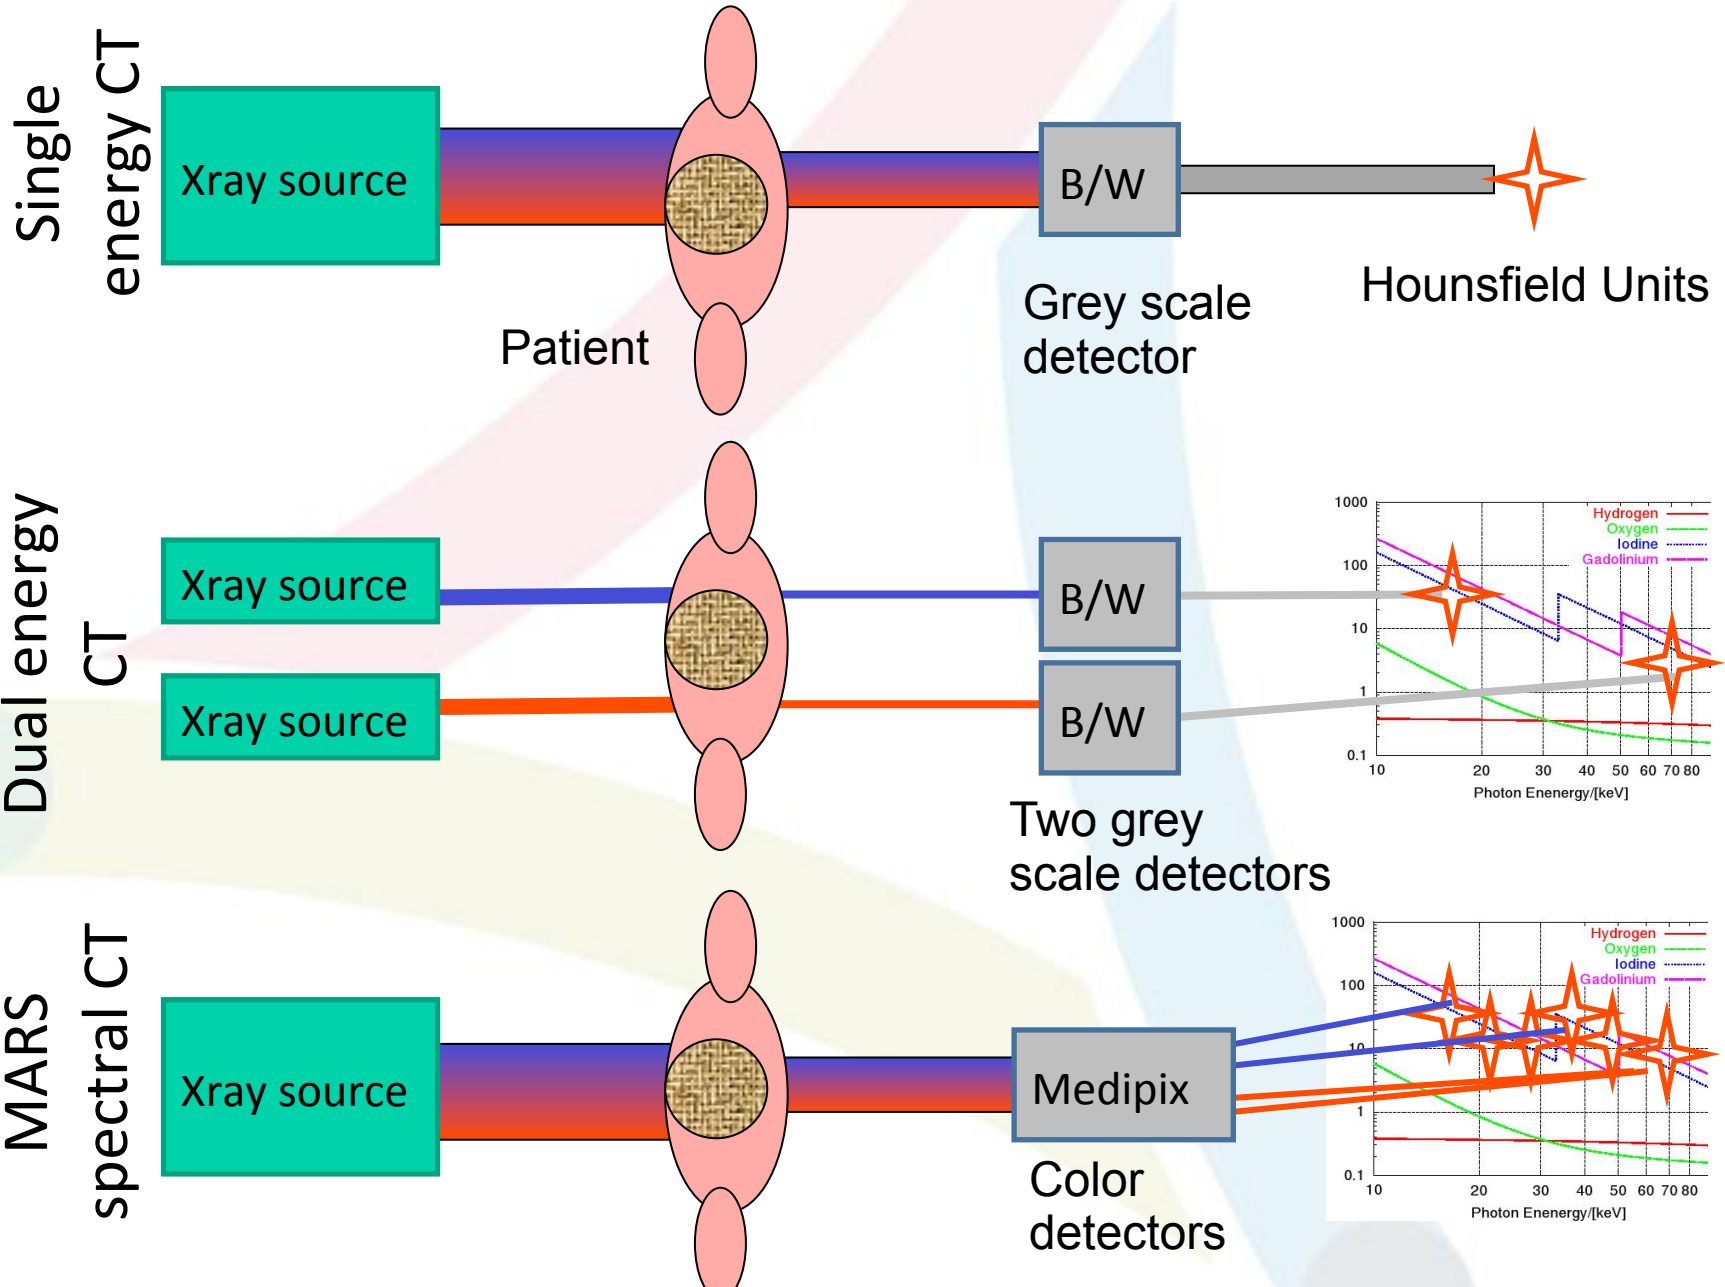 Single
energy CT
Xray source
B/W
Patient
Grey scale
detector
Hounsfield Units
Dual energy
CT
Xray source
Xray source
B/W
B/W
Two grey
scale detectors
1000
100
10
1
0.1
Hydrogen
Oxygen
Iodine
Gadolinium
10 20 30 40 50 60 70 80
Photon Enenergy/[keV]
MARS
spectral CT
Xray source
Medipix
Color
detectors
1000
100
10
1
0.1
Hydrogen
Oxygen
Iodine
Gadolinium
10 20 30 40 50 60 70 80
Photon Enenergy/[keV]